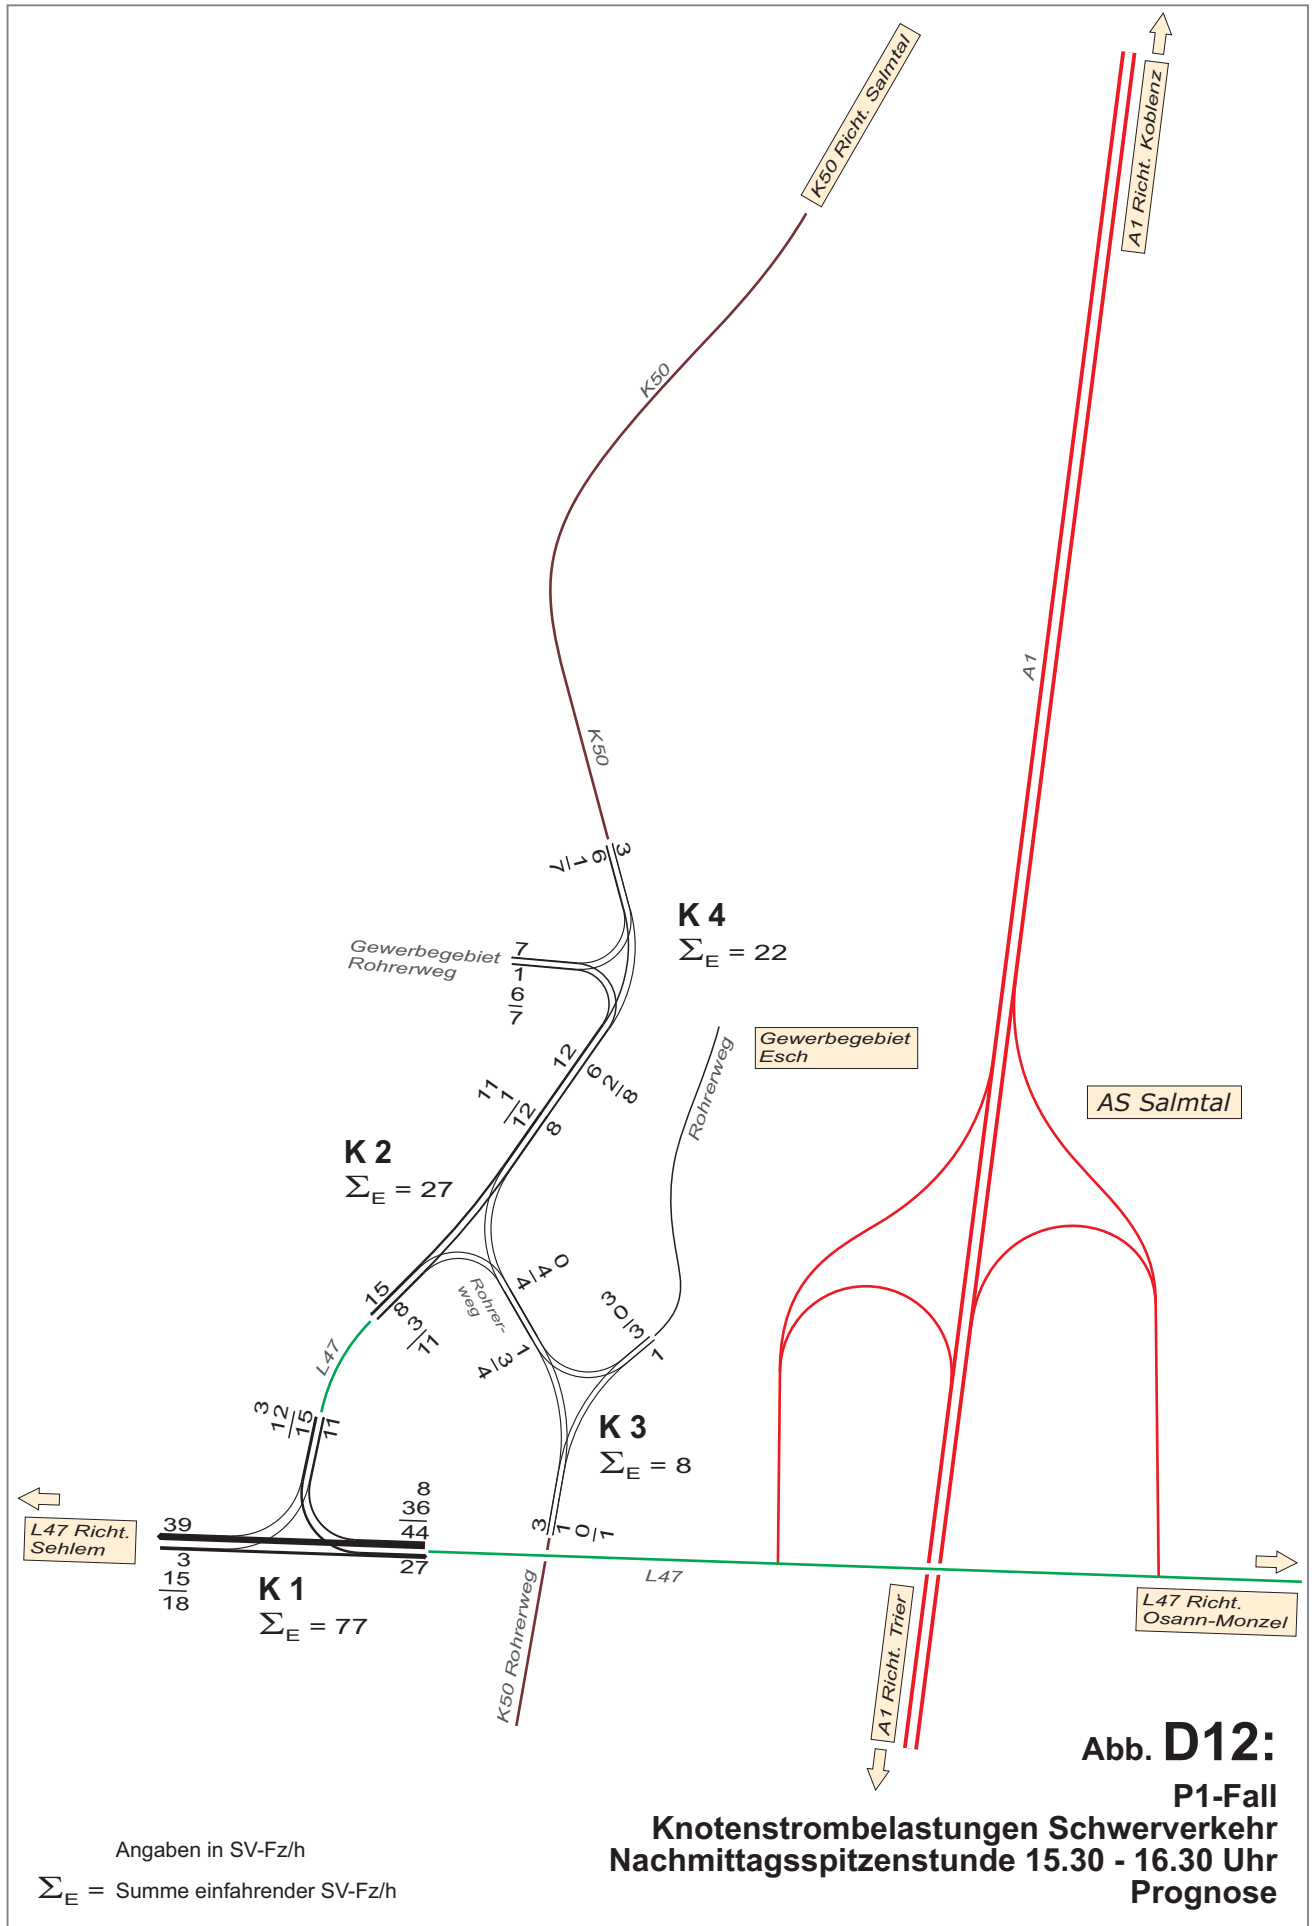 K50 Richt. Salmtal
A1 Richt. Koblenz
K50
A1
K50
3
6
1
7
K 4
ΣE = 22
Gewerbegebiet
Rohrerweg
7
1
6
7
12
6
2
8
Rohrerweg
Gewerbegebiet
Esch
AS Salmtal
11
1
12
8
K 2
ΣE = 27
15
8
3
11
Rohrer-
weg
0
4
4
1
3
4
3
0
3
1
L47
3
12
15
11
K 3
ΣE = 8
3
1
0
1
L47 Richt.
Sehlem
39
3
15
18
8
36
44
27
K 1
ΣE = 77
L47
K50 Rohrerweg
A1 Richt. Trier
L47 Richt.
Osann-Monzel
Abb. D12:
P1-Fall
Knotenstrombelastungen Schwerverkehr
Nachmittagsspitzenstunde 15.30 - 16.30 Uhr
Prognose
Angaben in SV-Fz/h
ΣE = Summe einfahrender SV-Fz/h